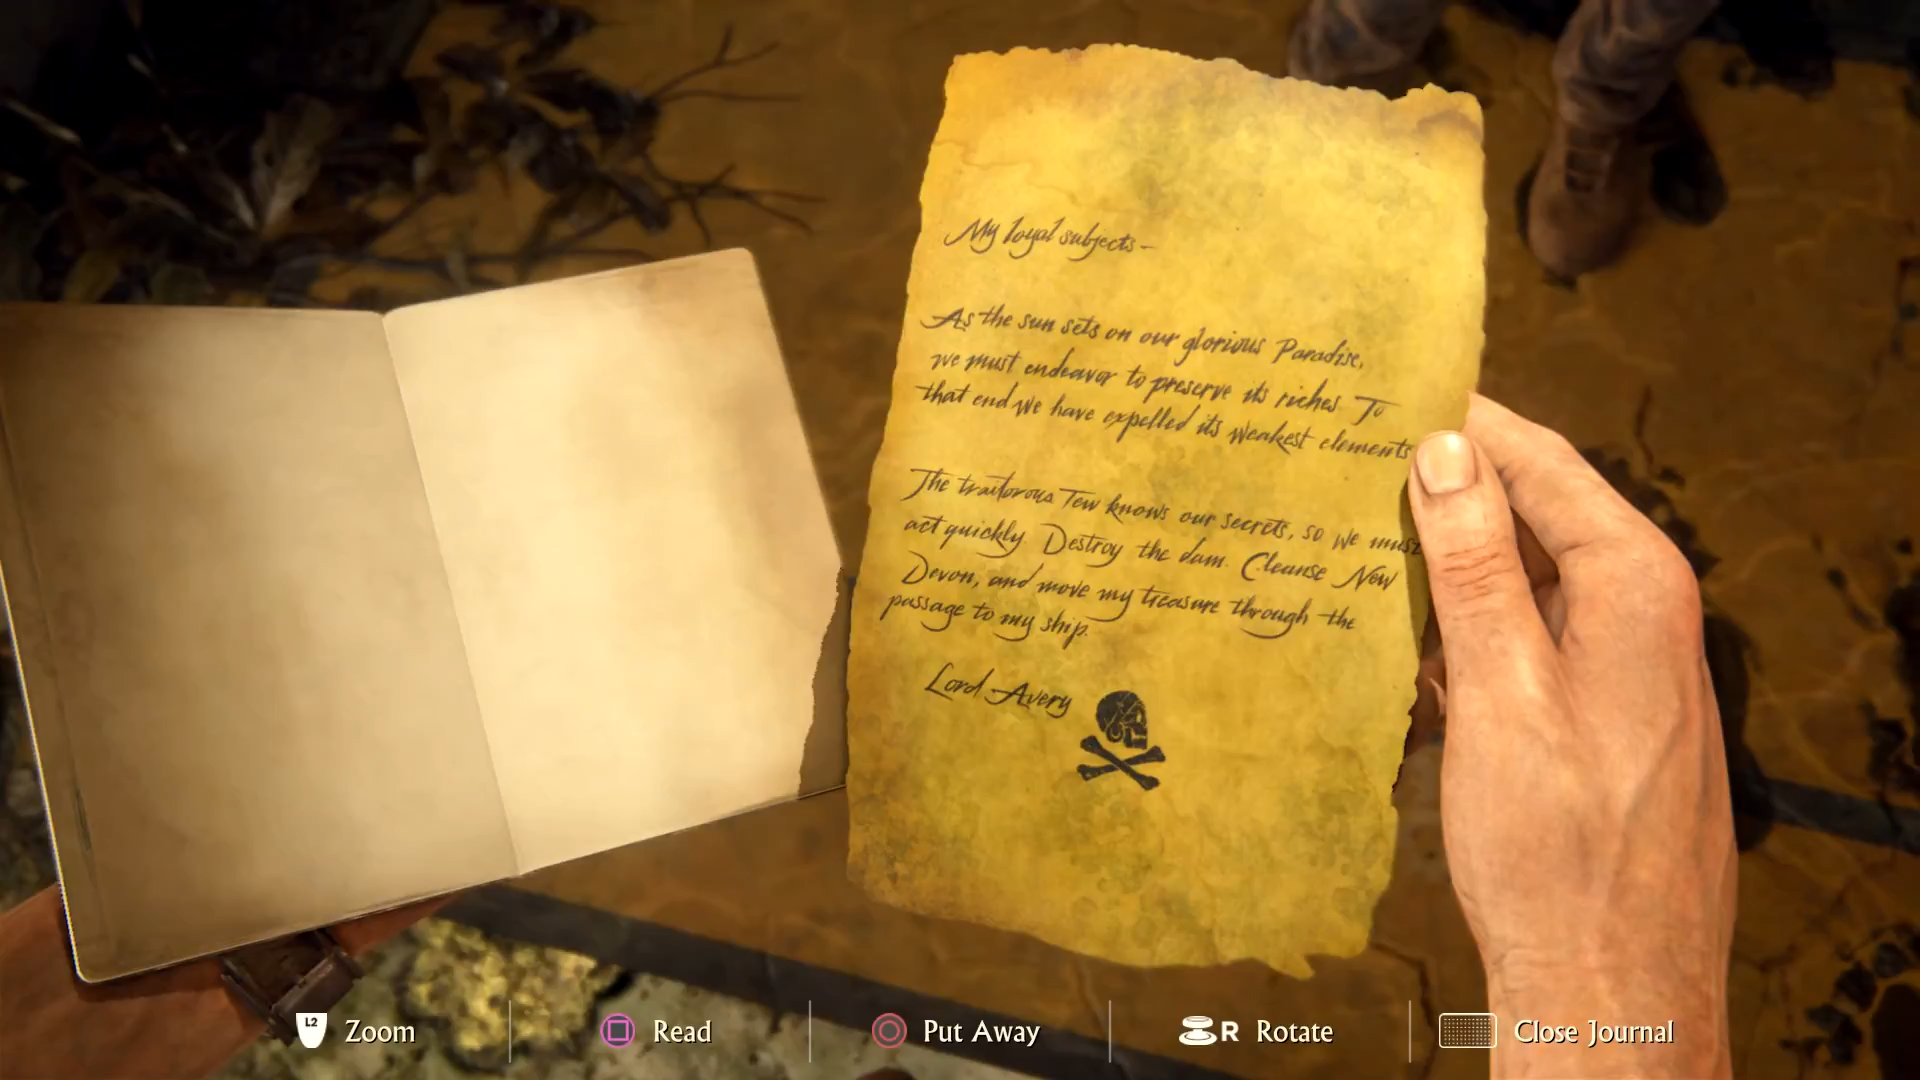 My loyal subjects-
As the sun sets on our glorious Paradise,
we must endeavor to preserve its riches. To
that end we have expelled its weakest elements
The traitorous Tew knows our secrets, so we must
act quickly. Destroy the dam. Cleanse New
Devon, and move my treasure through the
passage to my ship.
Lord Avery
L2 Zoom
Read
Put Away
R Rotate
Close Journal